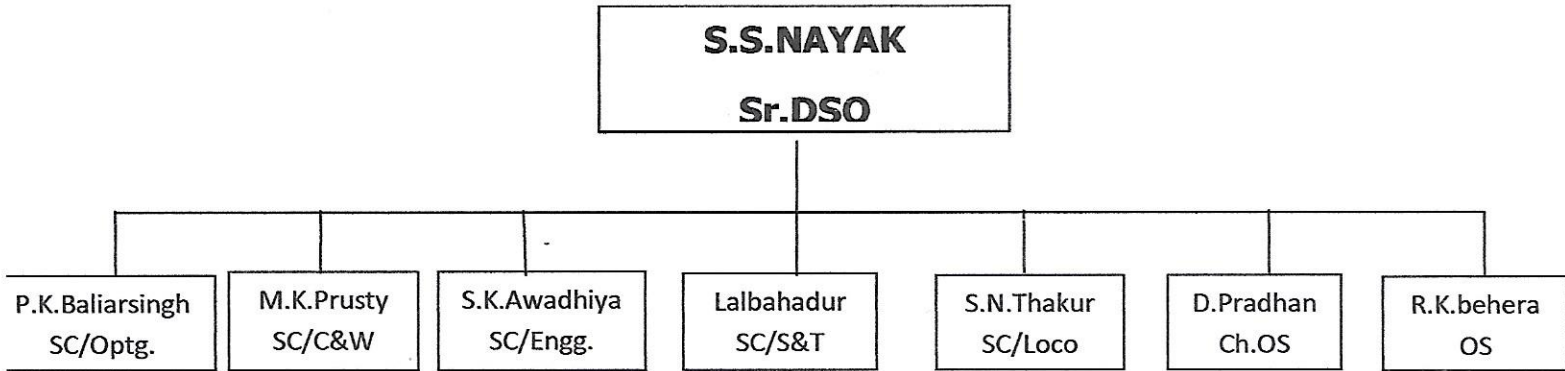 S.S.NAYAK
Sr.DSO
P.K.Baliarsingh
SC/Optg.
M.K.Prusty
SC/C&W
S.K.Awadhiya
SC/Engg.
Lalbahadur
SC/S&T
S.N.Thakur
SC/Loco
D.Pradhan
Ch.OS
R.K.behera
OS